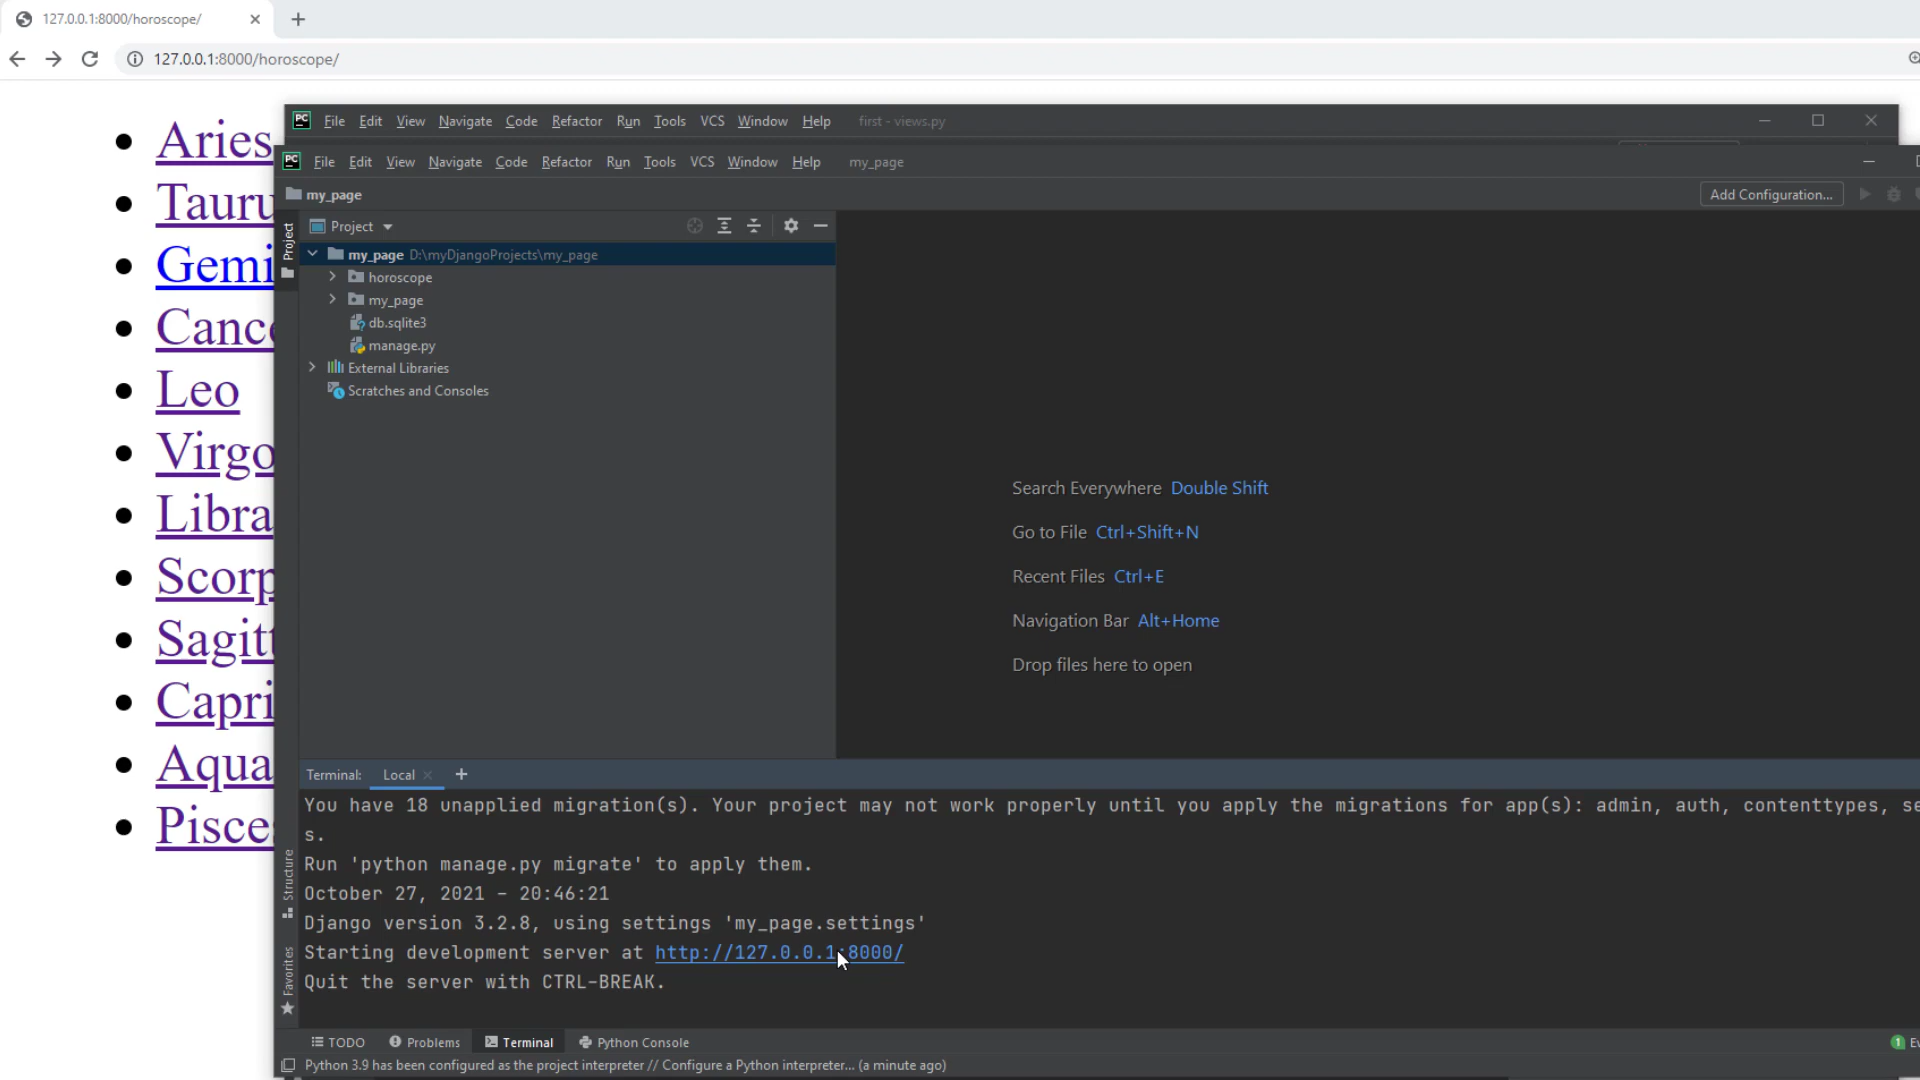 127.0.0.1:8000/horoscope/
127.0.0.1:8000/horoscope/
Aries
Leo
Virgo
Libra
File Edit View Navigate Code Refactor Run Tools VCS Window Help first - views.py
File Edit View Navigate Code Refactor Run Tools VCS Window Help my_page
my_page
Add Configuration...
Project
Project
my_page D:\myDjangoProjects\my_page
horoscope
my_page
db.sqlite3
manage.py
External Libraries
Scratches and Consoles
Search Everywhere Double Shift
Go to File Ctrl+Shift+N
Recent Files Ctrl+E
Navigation Bar Alt+Home
Drop files here to open
Terminal: Local
You have 18 unapplied migration(s). Your project may not work properly until you apply the migrations for app(s): admin, auth, contenttypes, se
s.
Run 'python manage.py migrate' to apply them.
October 27, 2021 - 20:46:21
Django version 3.2.8, using settings 'my_page.settings'
Starting development server at http://127.0.0.1:8000/
Quit the server with CTRL-BREAK.
Structure
Favorites
TODO Problems Terminal Python Console
1
Python 3.9 has been configured as the project interpreter // Configure a Python interpreter... (a minute ago)